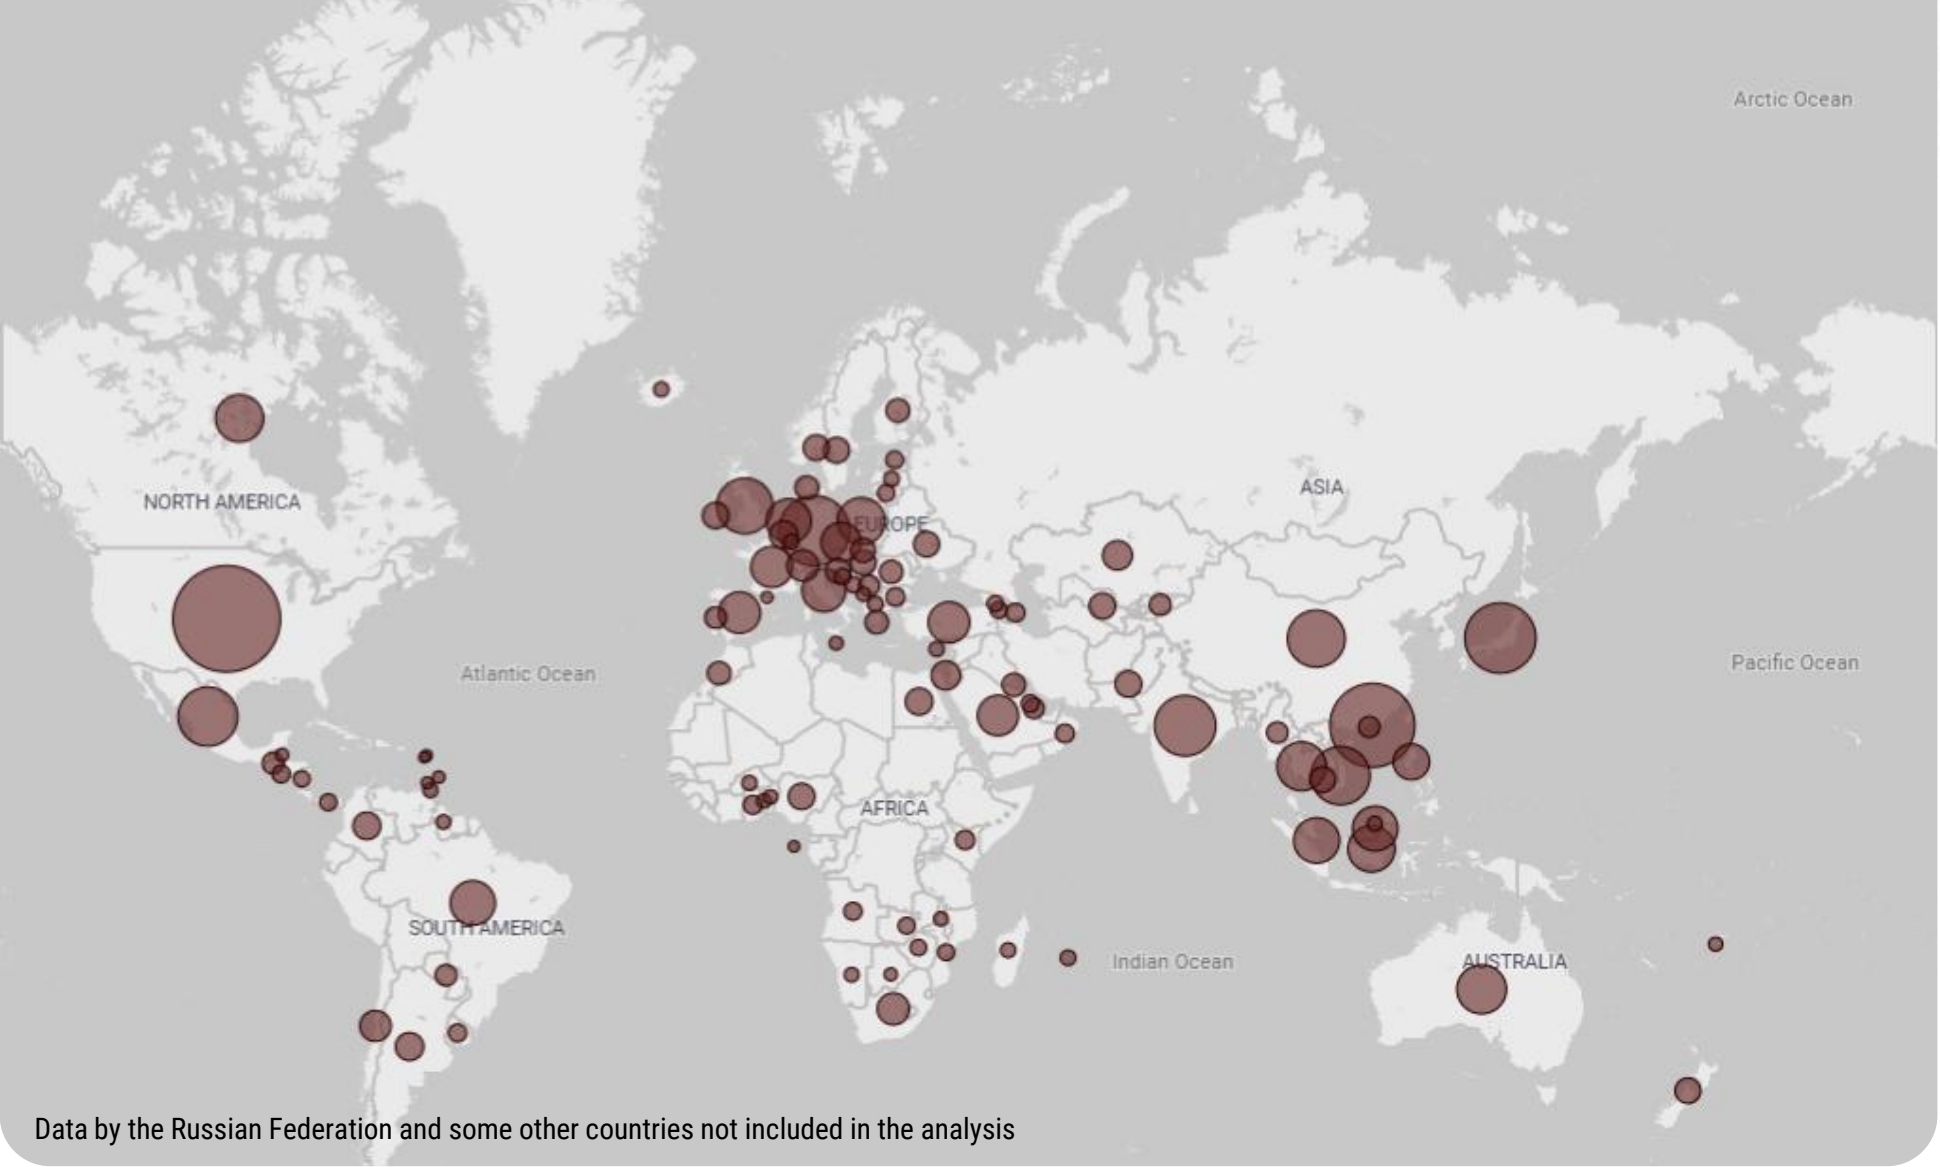 Arctic Ocean
ASIA
NORTH AMERICA
EUROPE
Pacific Ocean
Atlantic Ocean
AFRICA
SOUTH AMERICA
Indian Ocean
AUSTRALIA
Data by the Russian Federation and some other countries not included in the analysis